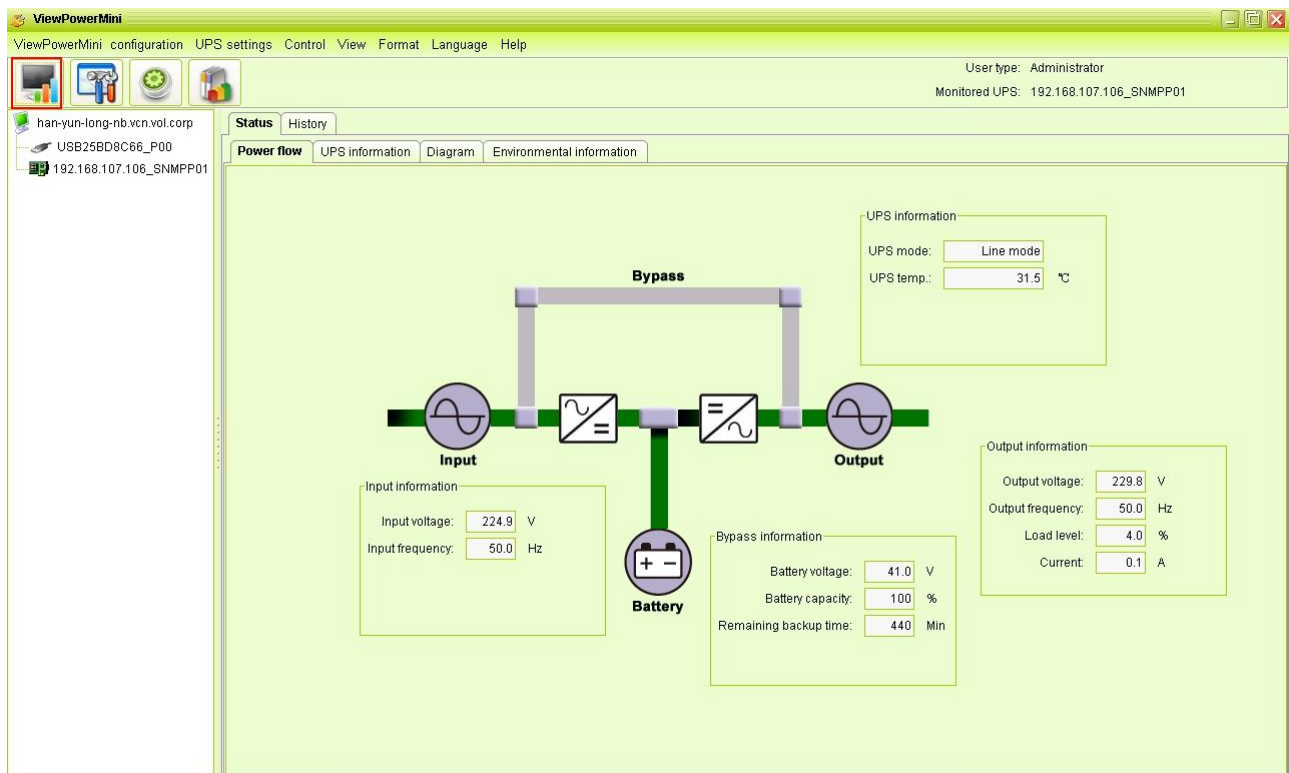 ViewPowerMini
ViewPowerMini configuration UPS settings Control View Format Language Help
User type: Administrator
Monitored UPS: 192.168.107.106_SNMPP01
han-yun-long-nb.vcn.vol.corp
USB25BD8C66_P00
192.168.107.106_SNMPP01
Status History
Power flow UPS information Diagram Environmental information
UPS information
UPS mode: Line mode
UPS temp.: 31.5 °C
Bypass
Input
Output
Input information
Input voltage: 224.9 V
Input frequency: 50.0 Hz
Battery
Bypass information
Battery voltage: 41.0 V
Battery capacity: 100 %
Remaining backup time: 440 Min
Output information
Output voltage: 229.8 V
Output frequency: 50.0 Hz
Load level: 4.0 %
Current: 0.1 A